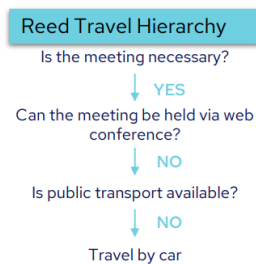 Reed Travel Hierarchy
Is the meeting necessary?
YES
Can the meeting be held via web
conference?
NO
Is public transport available?
NO
Travel by car